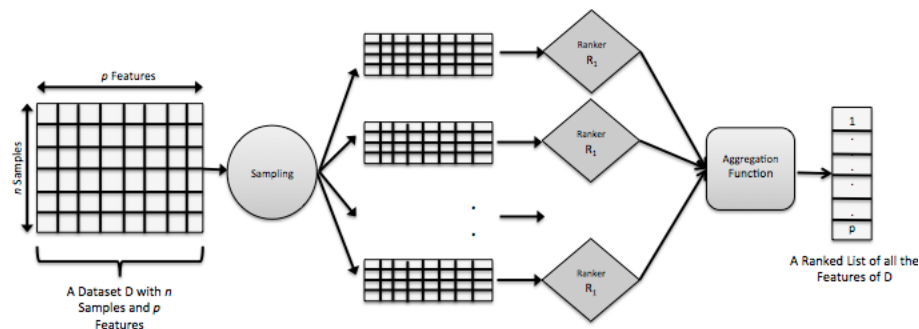 p Features
n Samples
A Dataset D with n
Samples and p
Features
Sampling
Ranker
R₁
Ranker
R₁
Ranker
R₁
Aggregation
Function
1
.
.
.
.
p
A Ranked List of all the
Features of D